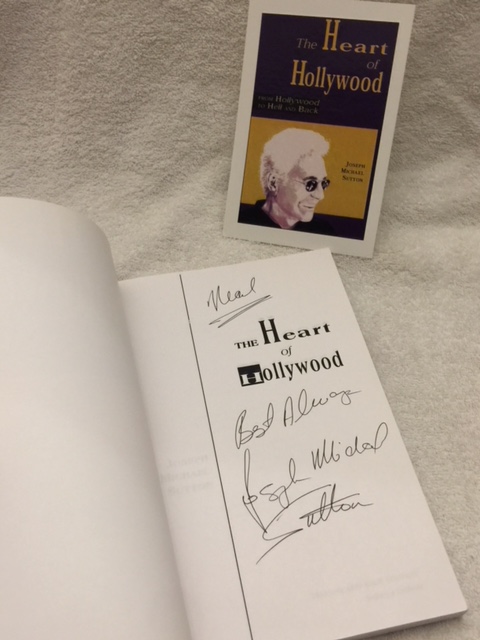 The Heart
of
Hollywood
from Hollywood
to Hell and Back
Joseph
Michael
Sutton
Neal
THE Heart
of
Hollywood
Best Always
Joseph Michael
Sutton